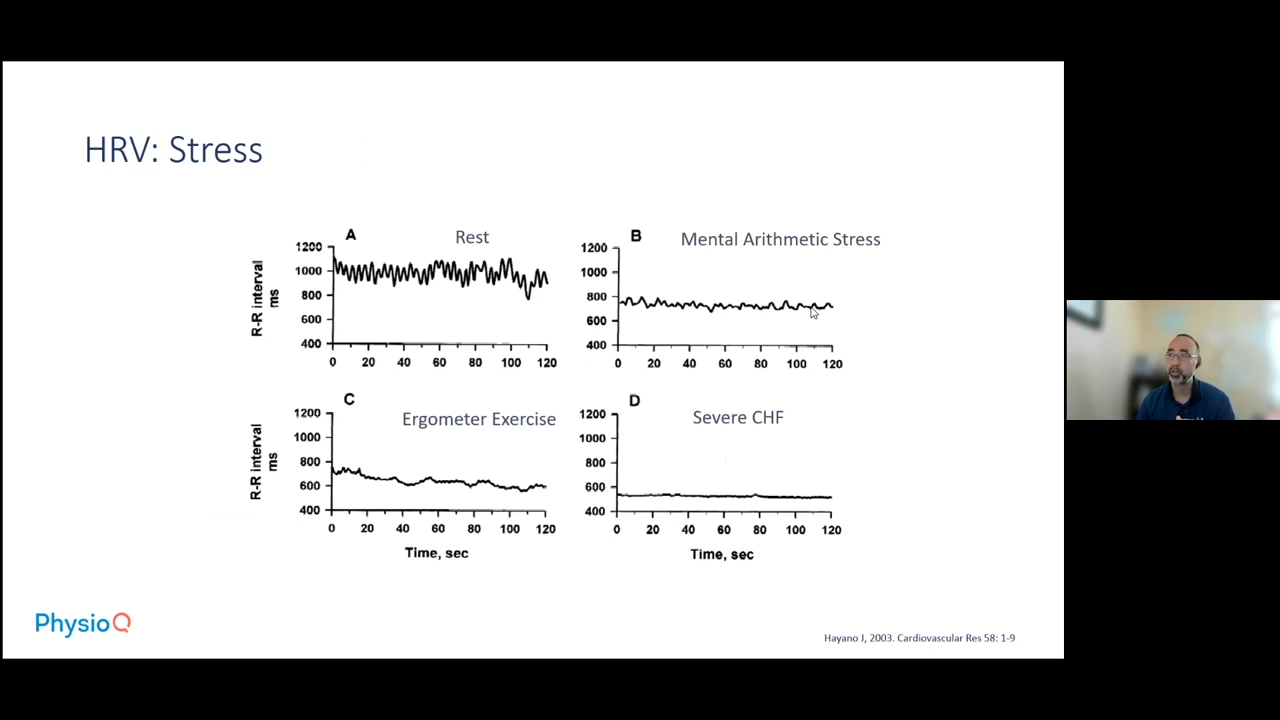 HRV: Stress
A
Rest
1200
1000
800
600
400
R-R interval
ms
0 20 40 60 80 100 120
B
Mental Arithmetic Stress
1200
1000
800
600
400
0 20 40 60 80 100 120
C
Ergometer Exercise
1200
1000
800
600
400
R-R interval
ms
0 20 40 60 80 100 120
Time, sec
D
Severe CHF
1200
1000
800
600
400
0 20 40 60 80 100 120
Time, sec
PhysioQ
Hayano J, 2003. Cardiovascular Res 58: 1-9